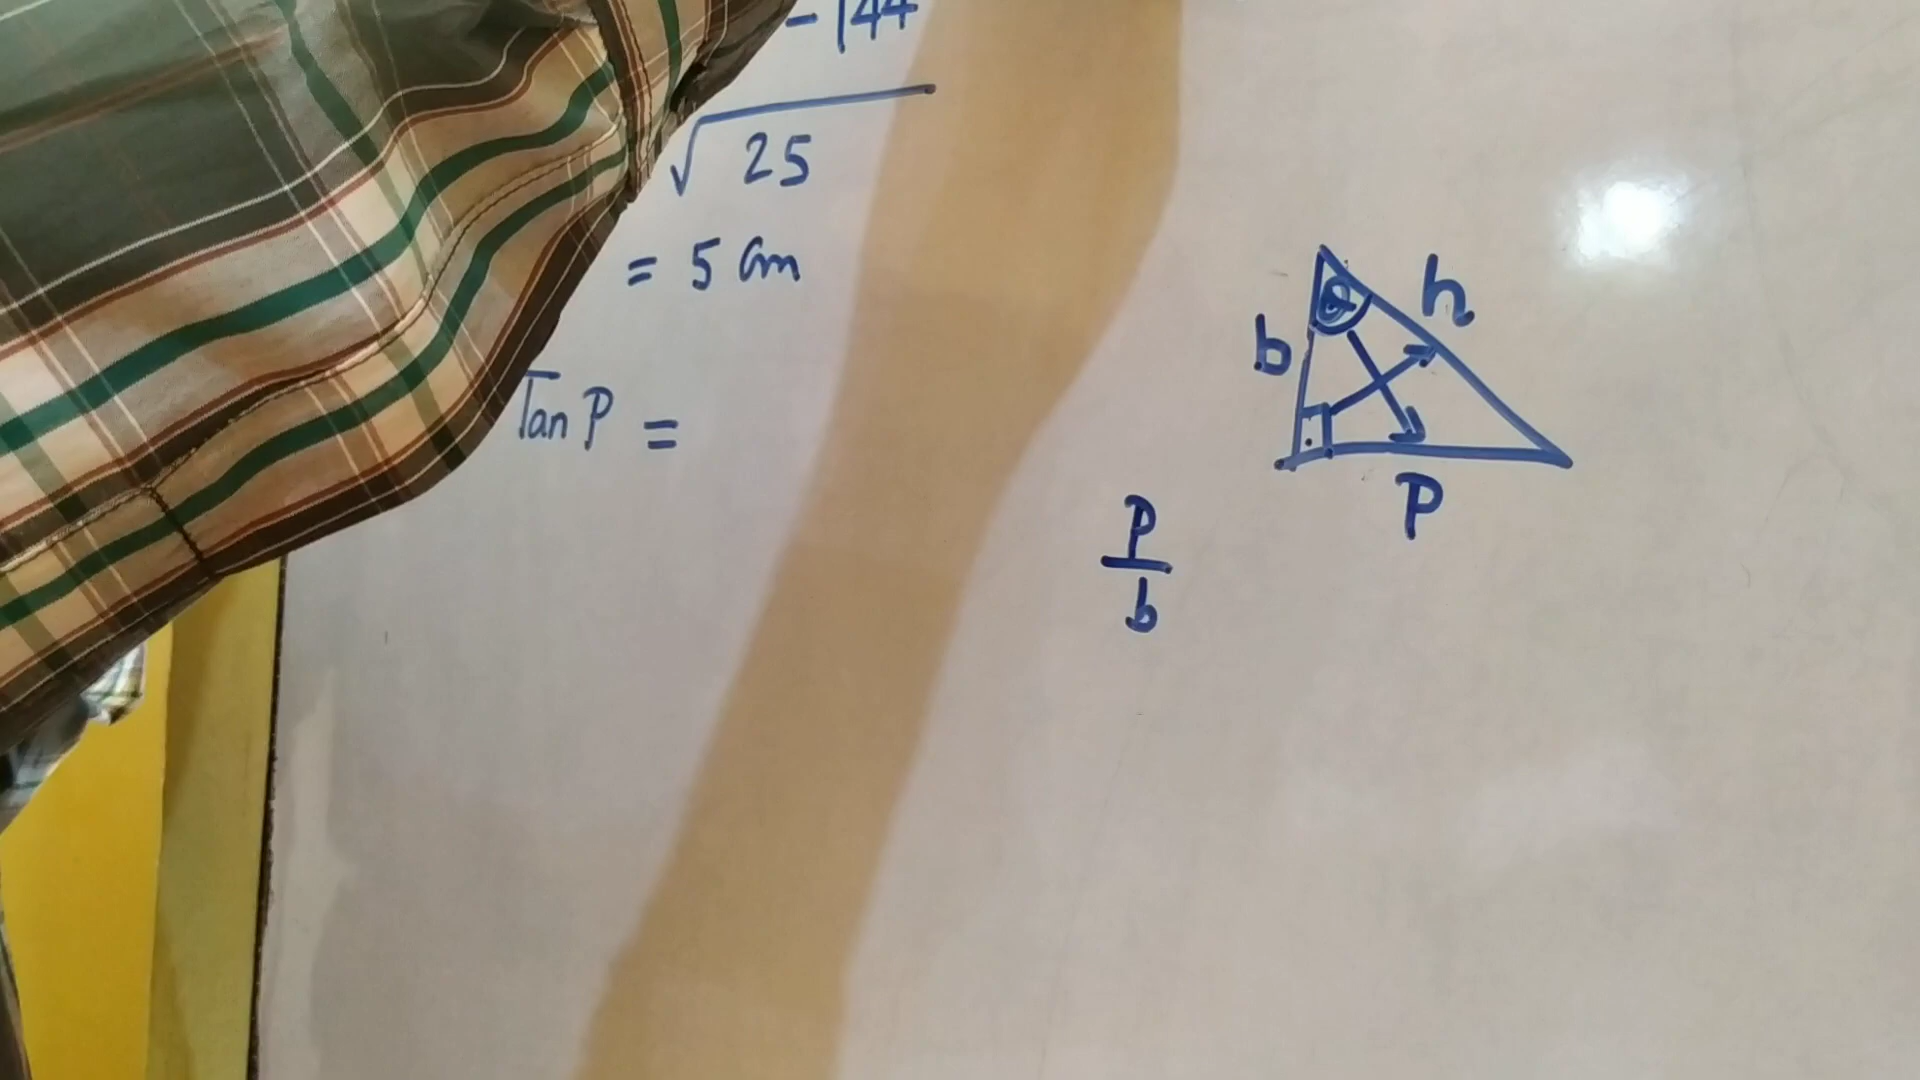 - 144
√25
= 5 cm
Tan P =
θ
b
h
P
P
b